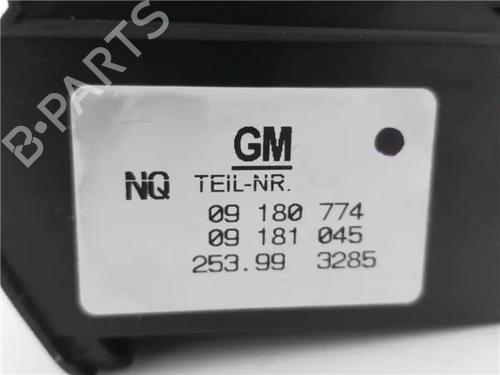 B-PARTS
GM
NQ TEIL-NR.
09 180 774
09 181 045
253.99 3285